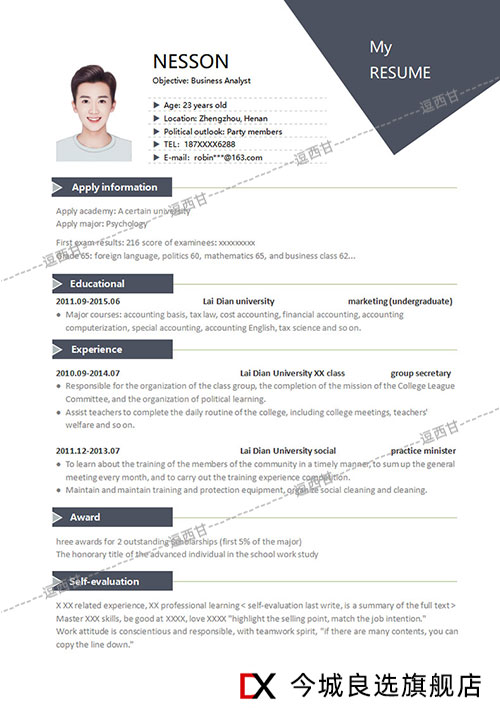 My
RESUME
NESSON
Objective: Business Analyst
Age: 23 years old
Location: Zhengzhou, Henan
Political outlook: Party members
TEL: 187XXXX6288
E-mail: robin***@163.com
Apply information
Apply academy: A certain university
Apply major: Psychology
First exam results: 216 score of examinees: xxxxxxxxx
Grade 65: foreign language, politics 60, mathematics 65, and business class 62...
Educational
2011.09-2015.06 Lai Dian university marketing (undergraduate)
Major courses: accounting basis, tax law, cost accounting, financial accounting, accounting
computerization, special accounting, accounting English, tax science and so on.
Experience
2010.09-2014.07 Lai Dian University XX class group secretary
Responsible for the organization of the class group, the completion of the mission of the College League
Committee, and the organization of political learning.
Assist teachers to complete the daily routine of the college, including college meetings, teachers'
welfare and so on.
2011.12-2013.07 Lai Dian University social practice minister
To learn about the training of the members of the community in a timely manner, to sum up the general
meeting every month, and to carry out the training experience competition.
Maintain and maintain training and protection equipment, organize social cleaning and cleaning.
Award
hree awards for 2 outstanding scholarships (first 5% of the major)
The honorary title of the advanced individual in the school work study
Self-evaluation
X XX related experience, XX professional learning < self-evaluation last write, is a summary of the full text >
Master XXX skills, be good at XXXX, love XXXX "highlight the selling point, match the job intention."
Work attitude is conscientious and responsible, with teamwork spirit, "if there are many contents, you can
copy the line down."
逗西甘
逗西甘
逗西甘
逗西甘
逗西甘
逗西甘
逗西甘
逗西甘
逗西甘
DX 今城良选旗舰店